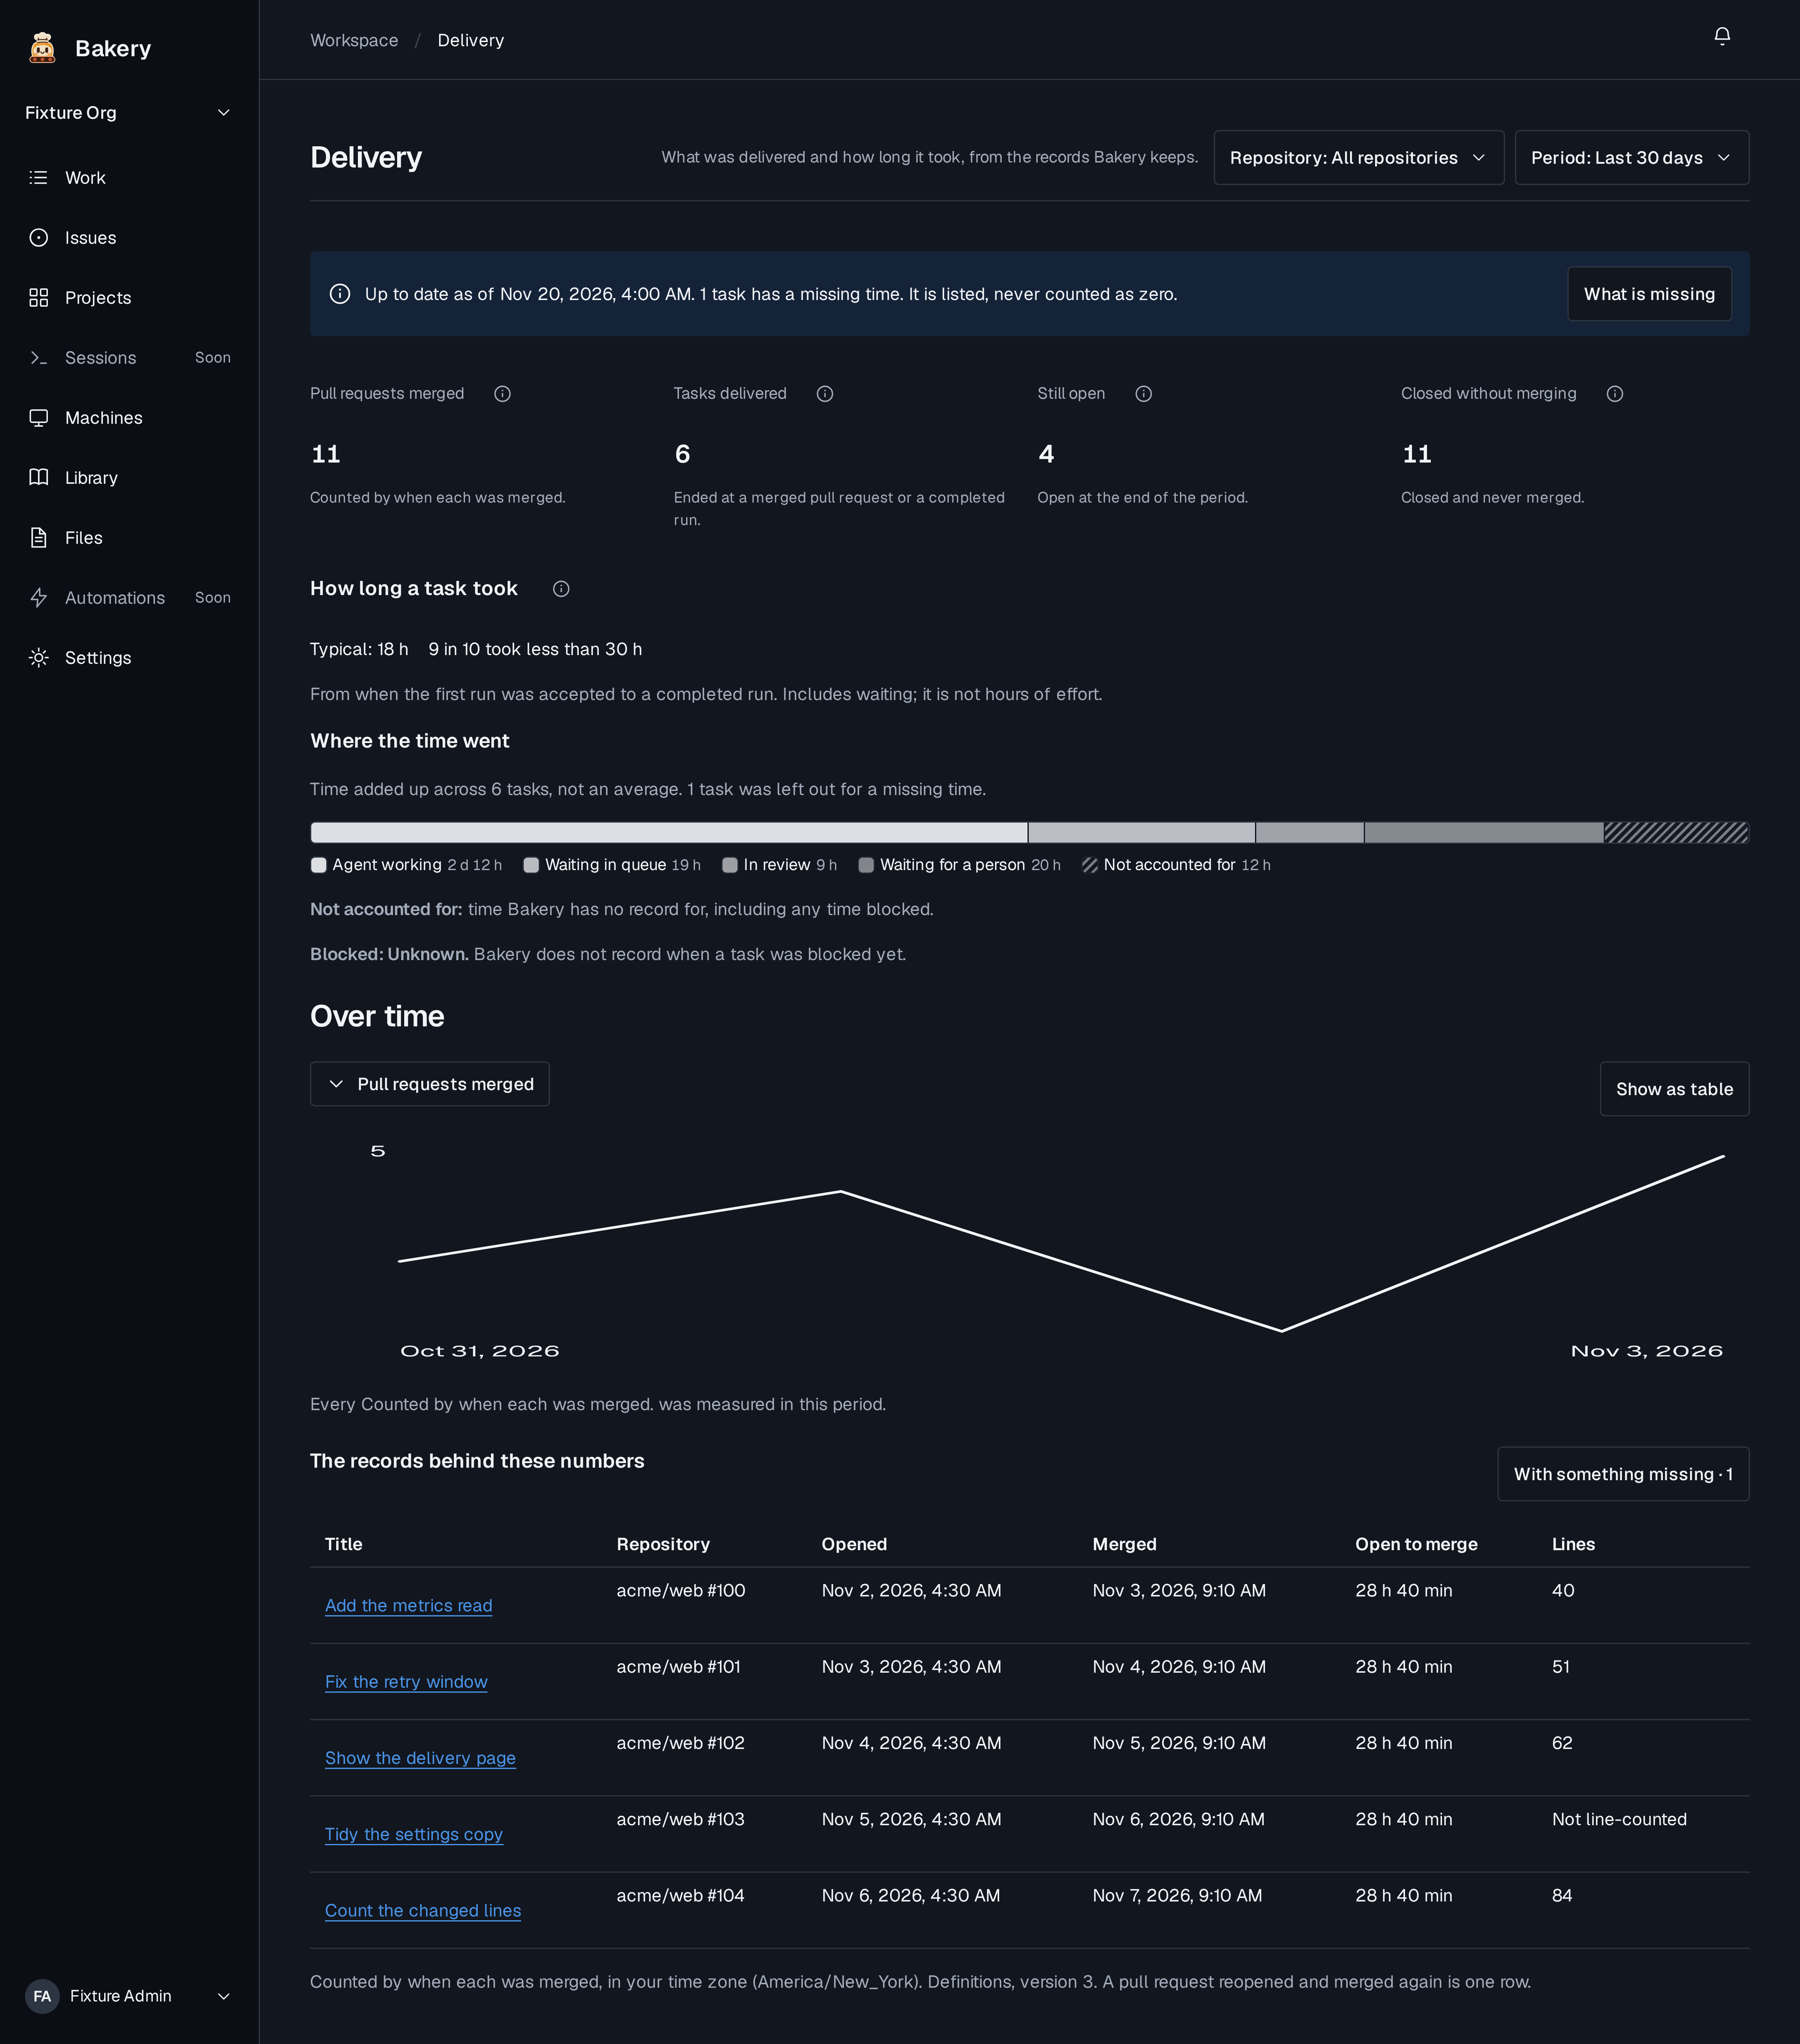 Bakery
Fixture Org
Work
Issues
Projects
Sessions Soon
Machines
Library
Files
Automations Soon
Settings
FA Fixture Admin
Workspace / Delivery
Delivery
What was delivered and how long it took, from the records Bakery keeps.
Repository: All repositories
Period: Last 30 days
Up to date as of Nov 20, 2026, 4:00 AM. 1 task has a missing time. It is listed, never counted as zero.
What is missing
Pull requests merged
11
Counted by when each was merged.
Tasks delivered
6
Ended at a merged pull request or a completed
run.
Still open
4
Open at the end of the period.
Closed without merging
11
Closed and never merged.
How long a task took
Typical: 18 h 9 in 10 took less than 30 h
From when the first run was accepted to a completed run. Includes waiting; it is not hours of effort.
Where the time went
Time added up across 6 tasks, not an average. 1 task was left out for a missing time.
Agent working 2 d 12 h Waiting in queue 19 h In review 9 h Waiting for a person 20 h Not accounted for 12 h
Not accounted for: time Bakery has no record for, including any time blocked.
Blocked: Unknown. Bakery does not record when a task was blocked yet.
Over time
Pull requests merged
Show as table
5
Oct 31, 2026 Nov 3, 2026
Every Counted by when each was merged. was measured in this period.
The records behind these numbers
With something missing · 1
Title Repository Opened Merged Open to merge Lines
Add the metrics read acme/web #100 Nov 2, 2026, 4:30 AM Nov 3, 2026, 9:10 AM 28 h 40 min 40
Fix the retry window acme/web #101 Nov 3, 2026, 4:30 AM Nov 4, 2026, 9:10 AM 28 h 40 min 51
Show the delivery page acme/web #102 Nov 4, 2026, 4:30 AM Nov 5, 2026, 9:10 AM 28 h 40 min 62
Tidy the settings copy acme/web #103 Nov 5, 2026, 4:30 AM Nov 6, 2026, 9:10 AM 28 h 40 min Not line-counted
Count the changed lines acme/web #104 Nov 6, 2026, 4:30 AM Nov 7, 2026, 9:10 AM 28 h 40 min 84
Counted by when each was merged, in your time zone (America/New_York). Definitions, version 3. A pull request reopened and merged again is one row.